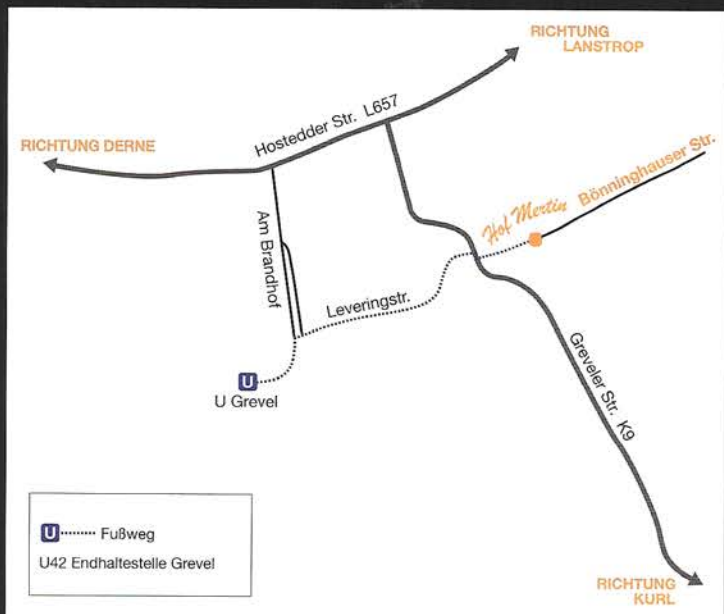 RICHTUNG
LANSTROP
Hostedder Str. L657
RICHTUNG DERNE
Bönninghauser Str.
Hof Mertin
Am Brandhof
Leveringstr.
Greveler Str. K9
U
U Grevel
U Fußweg
U42 Endhaltestelle Grevel
RICHTUNG
KURL